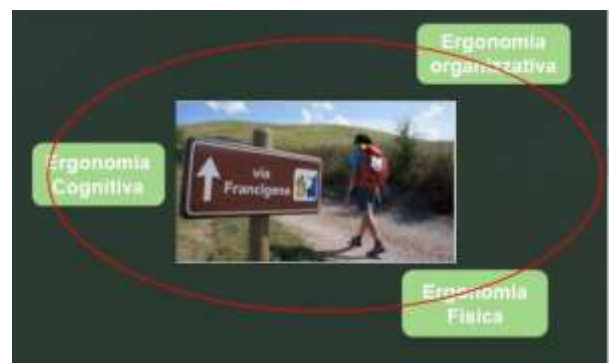 Ergonomia
organizzativa
Ergonomia
Cognitiva
via
Francigena
Ergonomia
Fisica